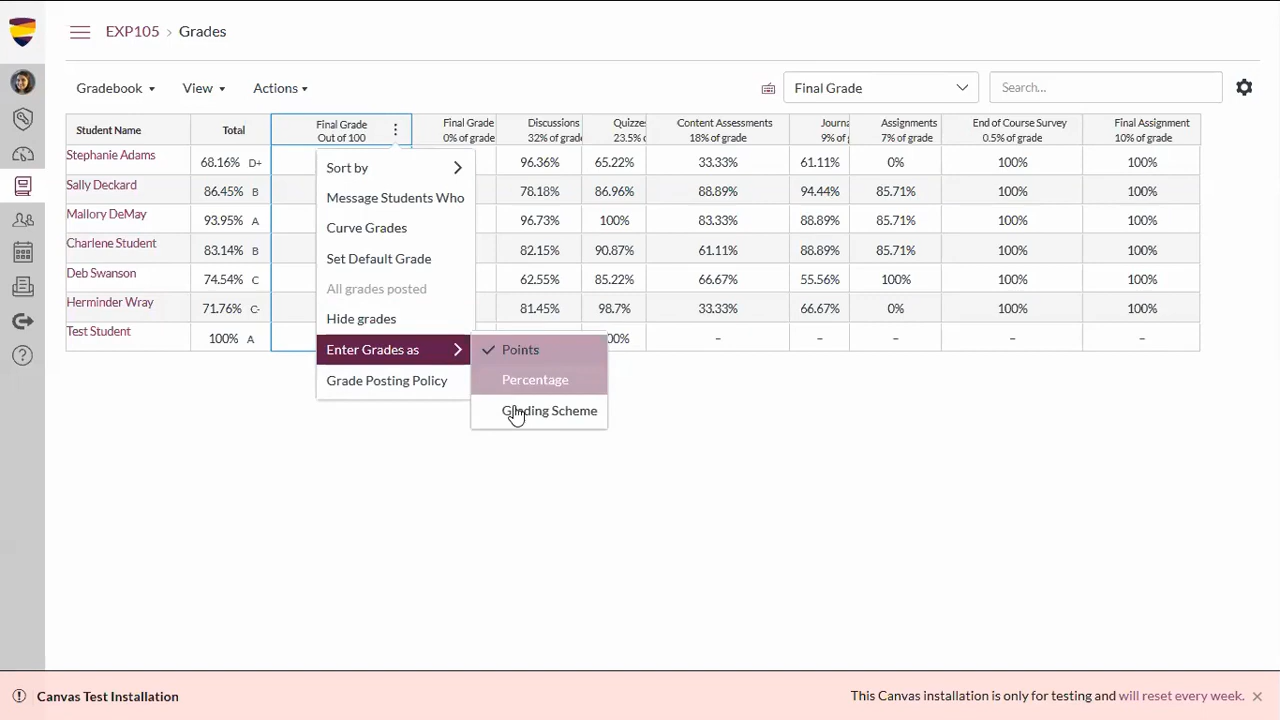 EXP105 › Grades
Gradebook View Actions
Final Grade
Search...
Student Name Total Final Grade Out of 100 Final Grade 0% of grade Discussions 32% of grade Quizze 23.5% Content Assessments 18% of grade Journa 9% of g Assignments 7% of grade End of Course Survey 0.5% of grade Final Assignment 10% of grade
Stephanie Adams 68.16% D+ 96.36% 65.22% 33.33% 61.11% 0% 100% 100%
Sally Deckard 86.45% B 78.18% 86.96% 88.89% 94.44% 85.71% 100% 100%
Mallory DeMay 93.95% A 96.73% 100% 83.33% 88.89% 85.71% 100% 100%
Charlene Student 83.14% B 82.15% 90.87% 61.11% 88.89% 85.71% 100% 100%
Deb Swanson 74.54% C 62.55% 85.22% 66.67% 55.56% 100% 100% 100%
Herminder Wray 71.76% C- 81.45% 98.7% 33.33% 66.67% 0% 100% 100%
Test Student 100% A 00% – – – – –
Sort by
Message Students Who
Curve Grades
Set Default Grade
All grades posted
Hide grades
Enter Grades as
Grade Posting Policy
Points
Percentage
Grading Scheme
Canvas Test Installation
This Canvas installation is only for testing and will reset every week.